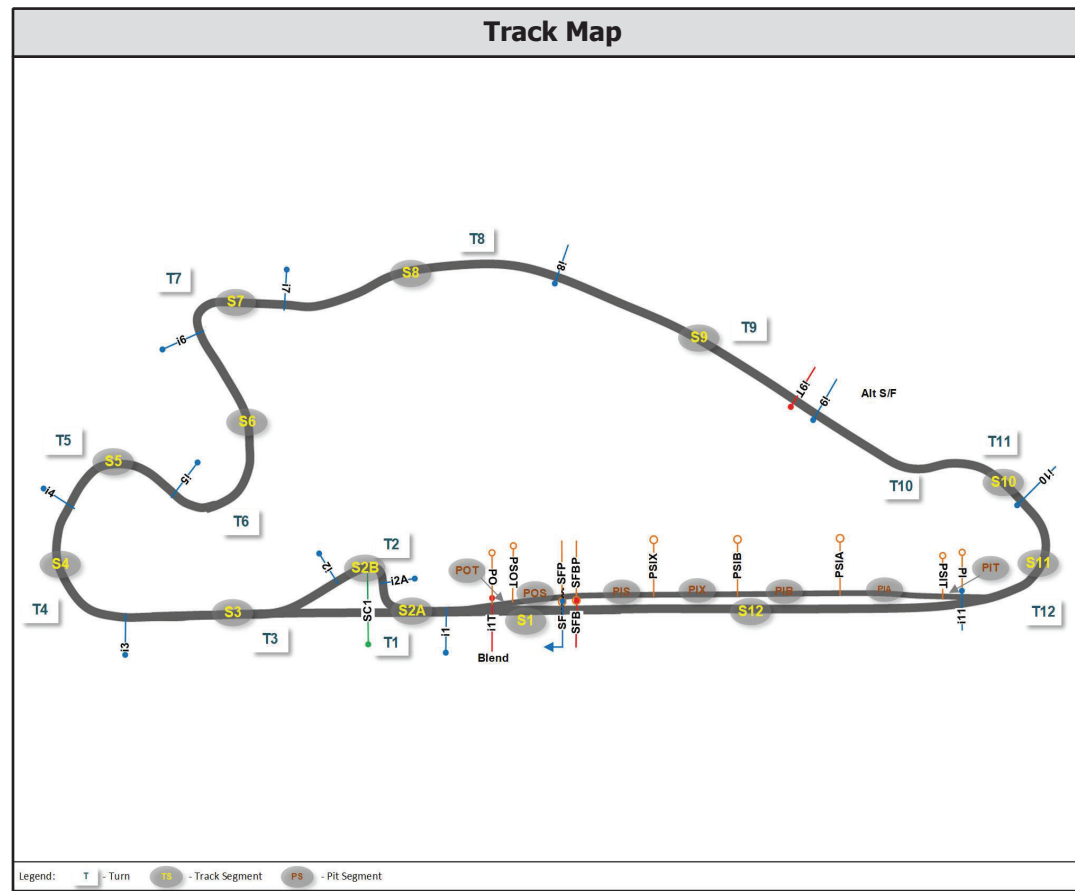 Track Map
T8
i8
S8
T7
i7
S7
i6
S9
T9
i9T
i9
Alt S/F
S6
T5
S5
i5
i4
T6
T11
S10
i10
T10
S4
T4
T2
i2
S2B
i2A
POT
PO
PSOT
SFP
SFBP
PSIX
PSIB
PSIA
PSIT
PI
PIT
S11
POS
PIS
PIX
PIB
PIA
S3
T3
SC1
S2A
T1
i1
i1T
S1
SF
SFB
S12
i11
T12
i3
Blend
Legend: T - Turn TS - Track Segment PS - Pit Segment